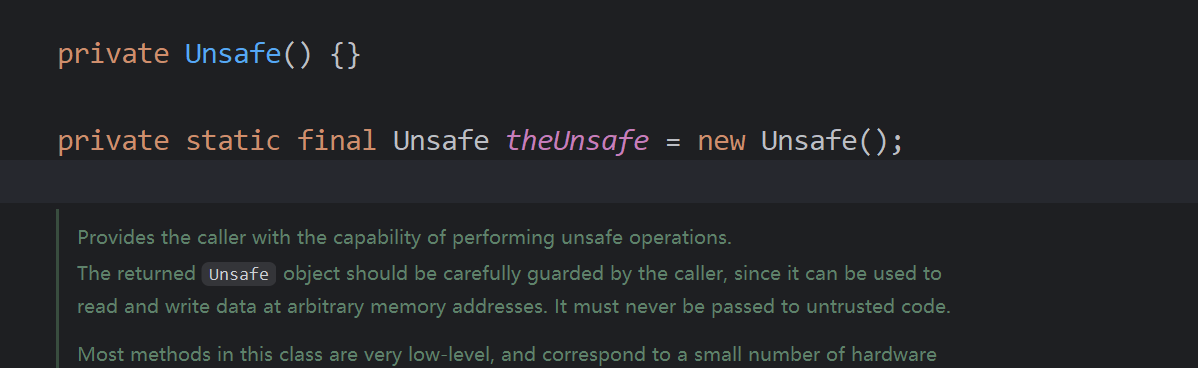 private Unsafe() {}
private static final Unsafe theUnsafe = new Unsafe();
Provides the caller with the capability of performing unsafe operations.
The returned Unsafe object should be carefully guarded by the caller, since it can be used to
read and write data at arbitrary memory addresses. It must never be passed to untrusted code.
Most methods in this class are very low-level, and correspond to a small number of hardware